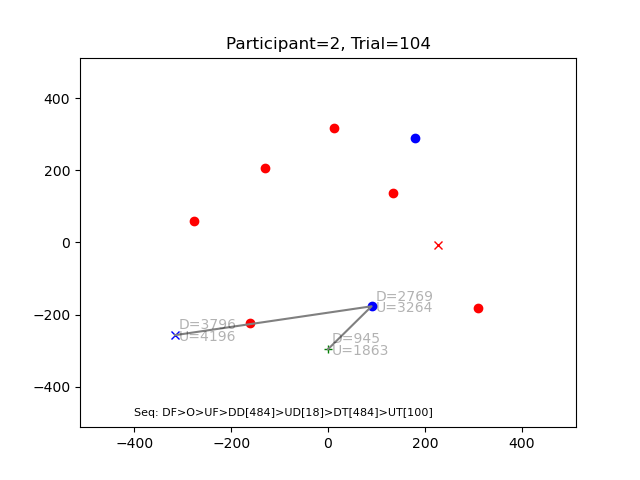 Participant=2, Trial=104
400
200
0
−200
−400
D=2769
U=3264
D=3796
U=4196
D=945
U=1863
Seq: DF>O>UF>DD[484]>UD[18]>DT[484]>UT[100]
−400 −200 0 200 400